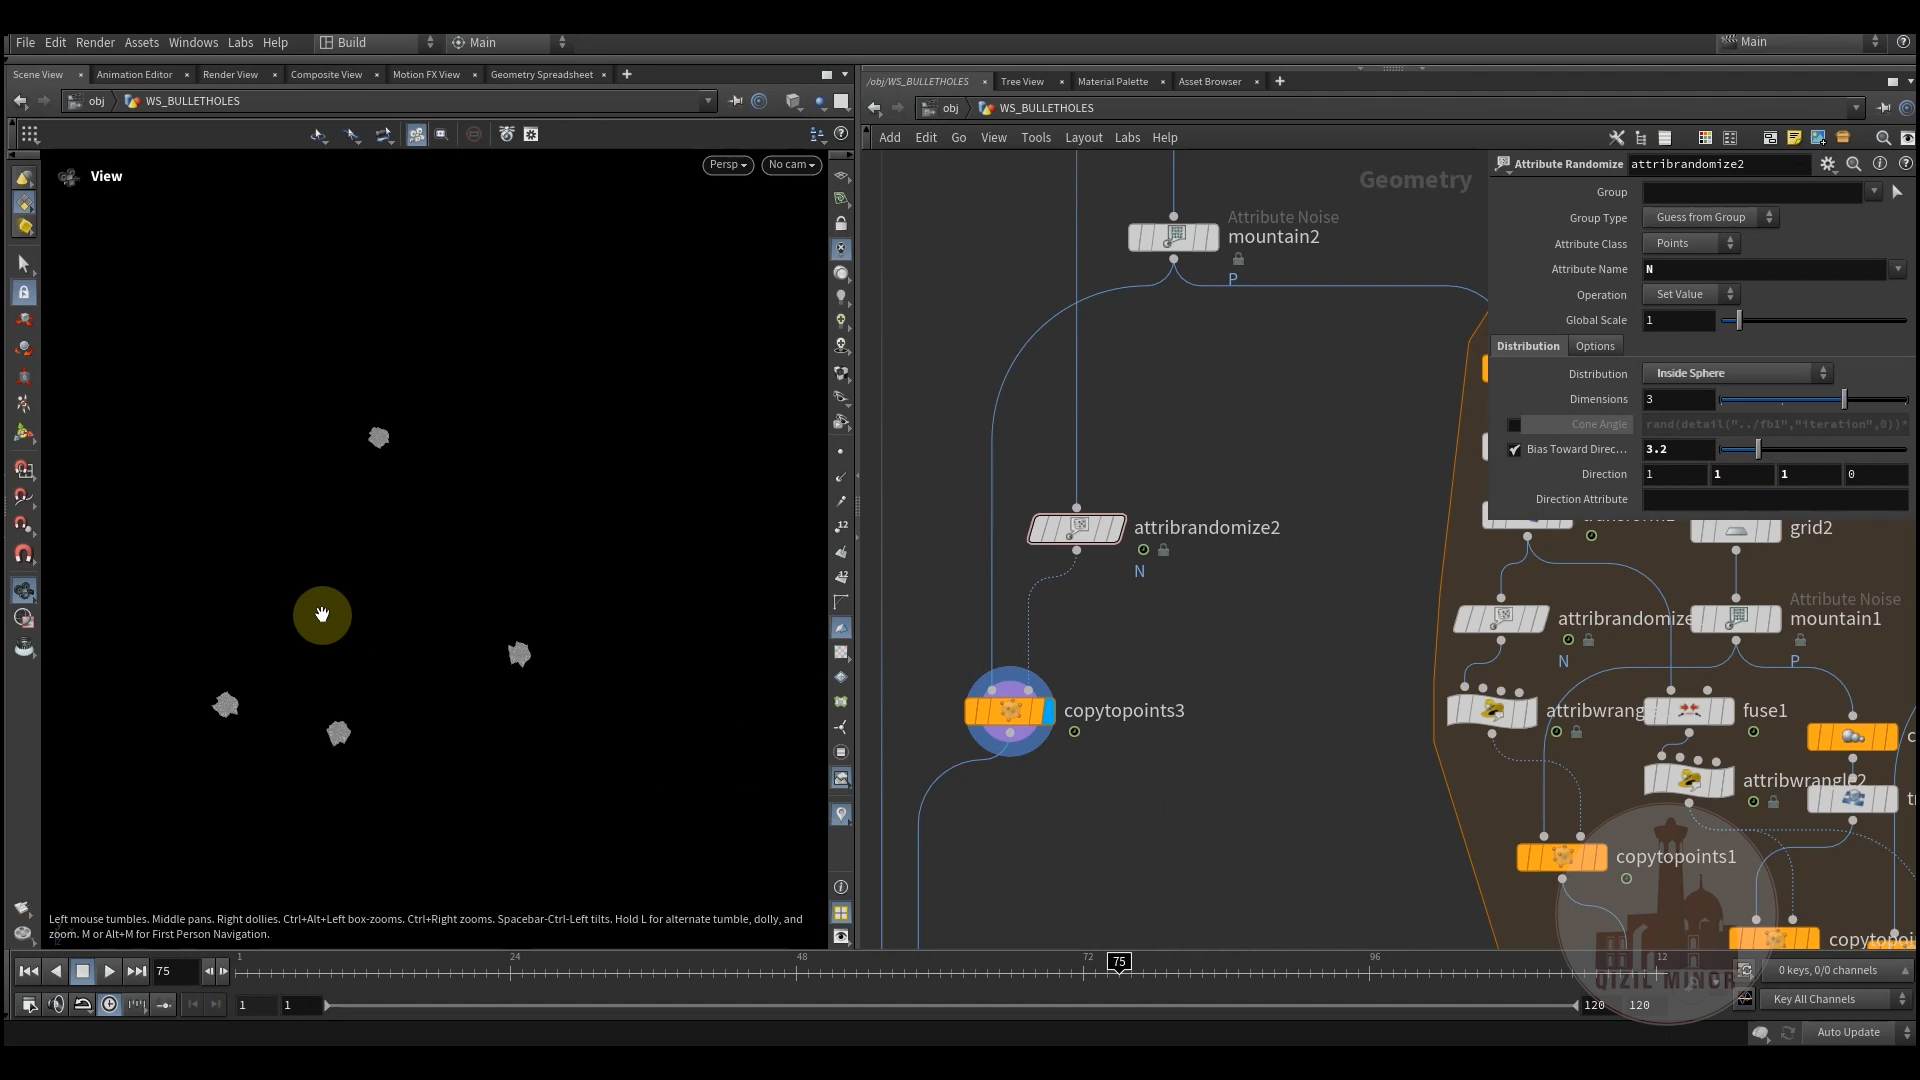 File Edit Render Assets Windows Labs Help Build Main Main
Scene View Animation Editor Render View Composite View Motion FX View Geometry Spreadsheet
/obj/WS_BULLETHOLES Tree View Material Palette Asset Browser
obj WS_BULLETHOLES
obj WS_BULLETHOLES
Add Edit Go View Tools Layout Labs Help
View
Persp No cam
Geometry
Attribute Randomize attribrandomize2
Group
Group Type Guess from Group
Attribute Class Points
Attribute Name N
Operation Set Value
Global Scale 1
Distribution Options
Distribution Inside Sphere
Dimensions 3
Cone Angle rand(detail("../fb1","iteration",0))*
Bias Toward Direc... 3.2
Direction 1 1 1 0
Direction Attribute
Attribute Noise
mountain2
P
attribrandomize2
N
copytopoints3
grid2
attribrandomize
N
Attribute Noise
mountain1
P
attribwrang
fuse1
attribwrangle2
copytopoints1
copytopoi
12
12
Left mouse tumbles. Middle pans. Right dollies. Ctrl+Alt+Left box-zooms. Ctrl+Right zooms. Spacebar-Ctrl-Left tilts. Hold L for alternate tumble, dolly, and
zoom. M or Alt+M for First Person Navigation.
75 1 24 48 72 75 96 12
0 keys, 0/0 channels
QIZIL MINOR
1 1 120 120
Key All Channels
Auto Update